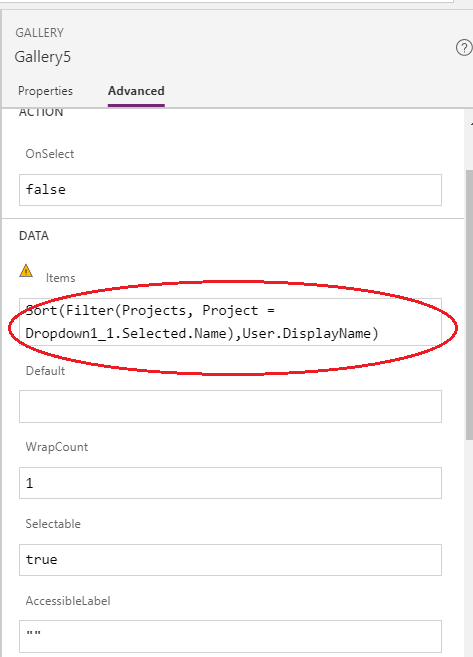 GALLERY
?
Gallery5
Properties Advanced
ACTION
OnSelect
false
DATA
Items
Sort(Filter(Projects, Project =
Dropdown1_1.Selected.Name),User.DisplayName)
Default
WrapCount
1
Selectable
true
AccessibleLabel
""